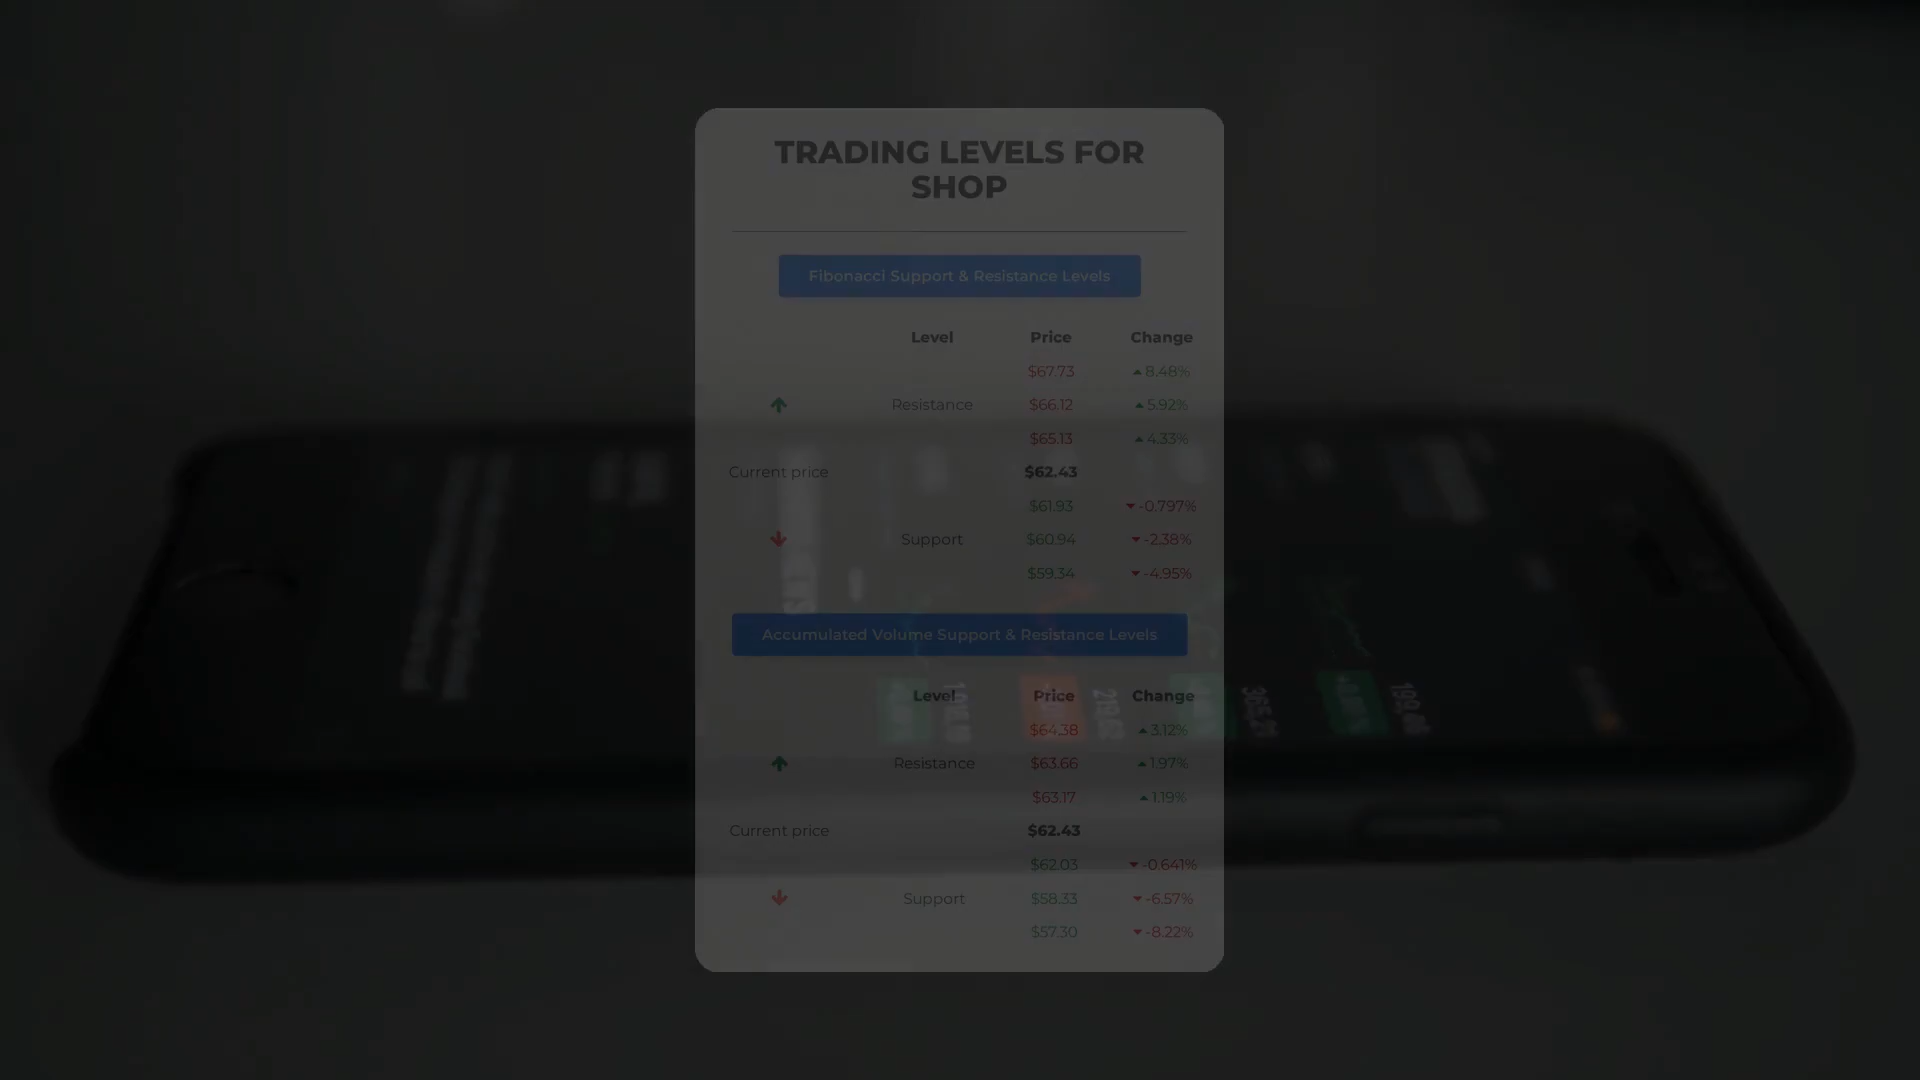 TRADING LEVELS FOR
SHOP
Fibonacci Support & Resistance Levels
Level Price Change
$67.73 8.48%
Resistance $66.12 5.92%
$65.13 4.33%
Current price $62.43
$61.93 -0.797%
Support $60.94 -2.38%
$59.34 -4.95%
Accumulated Volume Support & Resistance Levels
Level Price Change
$64.38 3.12%
Resistance $63.66 1.97%
$63.17 1.19%
Current price $62.43
$62.03 -0.641%
Support $58.33 -6.57%
$57.30 -8.22%